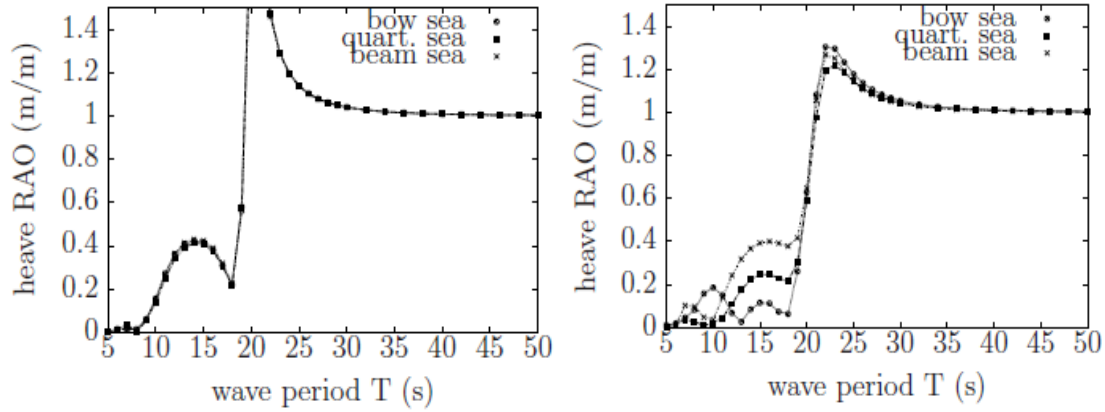 heave RAO (m/m)
1.4
1.2
1
0.8
0.6
0.4
0.2
0
bow sea
quart. sea
beam sea
5 10 15 20 25 30 35 40 45 50
wave period T (s)
heave RAO (m/m)
1.4
1.2
1
0.8
0.6
0.4
0.2
0
bow sea
quart. sea
beam sea
5 10 15 20 25 30 35 40 45 50
wave period T (s)